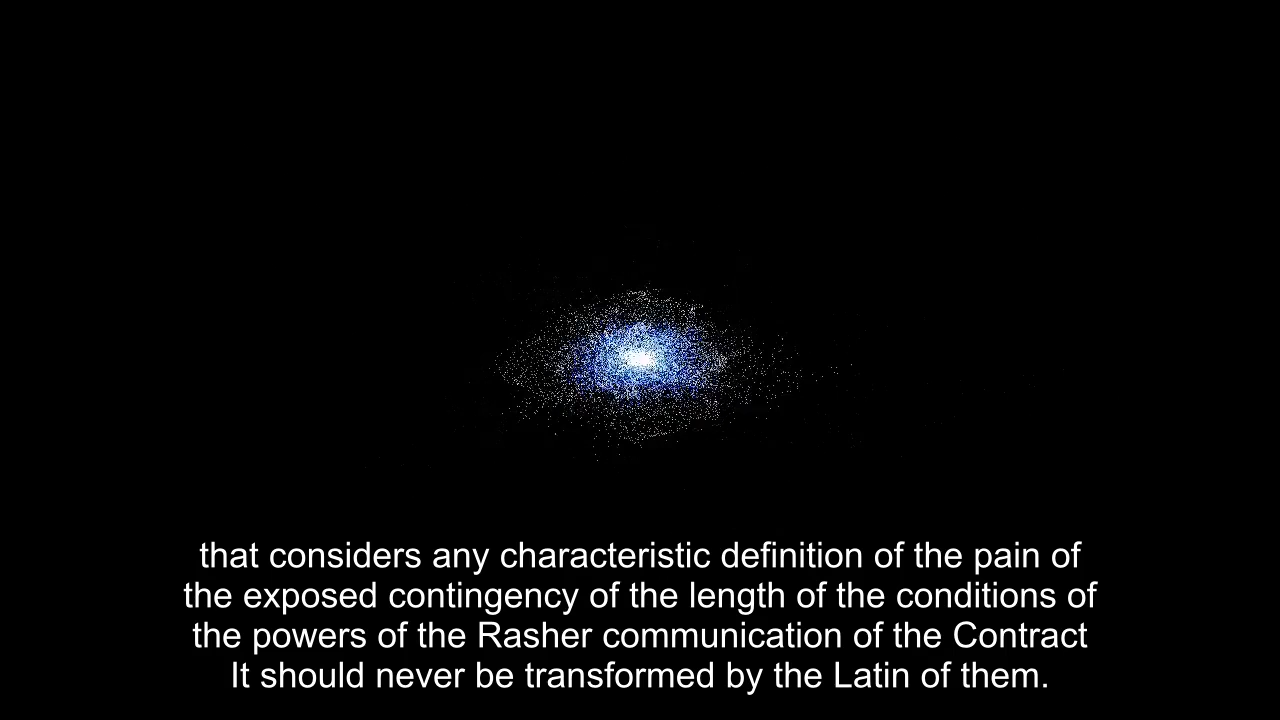 that considers any characteristic definition of the pain of
the exposed contingency of the length of the conditions of
the powers of the Rasher communication of the Contract
It should never be transformed by the Latin of them.